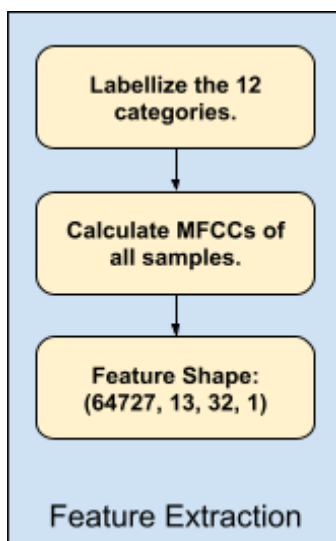 Labellize the 12
categories.
Calculate MFCCs of
all samples.
Feature Shape:
(64727, 13, 32, 1)
Feature Extraction